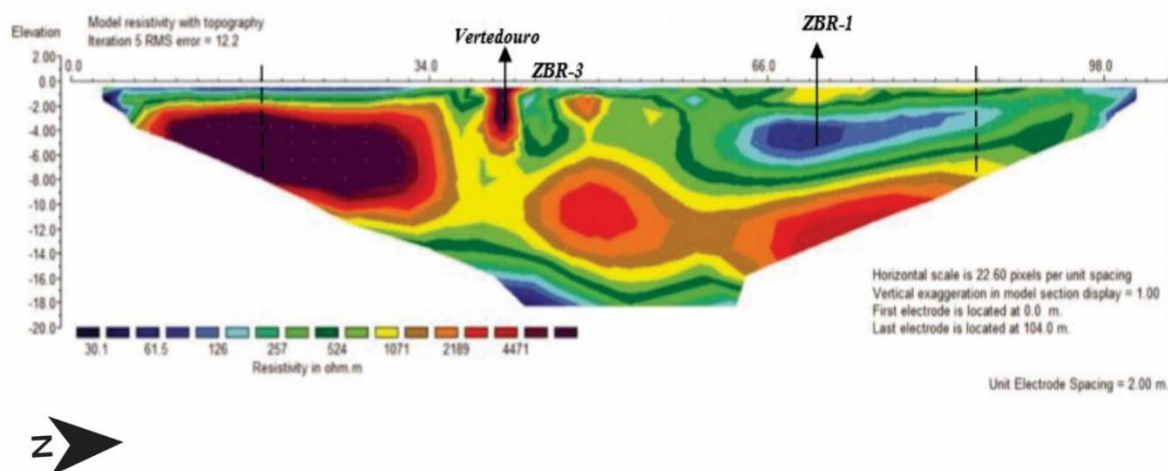 Model resistivity with topography
Iteration 5 RMS error = 12.2
Elevation
Vertedouro
ZBR-3
ZBR-1
0.0 34.0 66.0 98.0
2.00
0.0
-2.00
-4.00
-6.00
-8.00
-10.0
-12.0
-14.0
-16.0
-18.0
-20.0
30.1 61.5 126 257 524 1071 2189 4471
Resistivity in ohm.m
Horizontal scale is 22.60 pixels per unit spacing
Vertical exaggeration in model section display = 1.00
First electrode is located at 0.0 m.
Last electrode is located at 104.0 m.
Unit Electrode Spacing = 2.00 m.
N